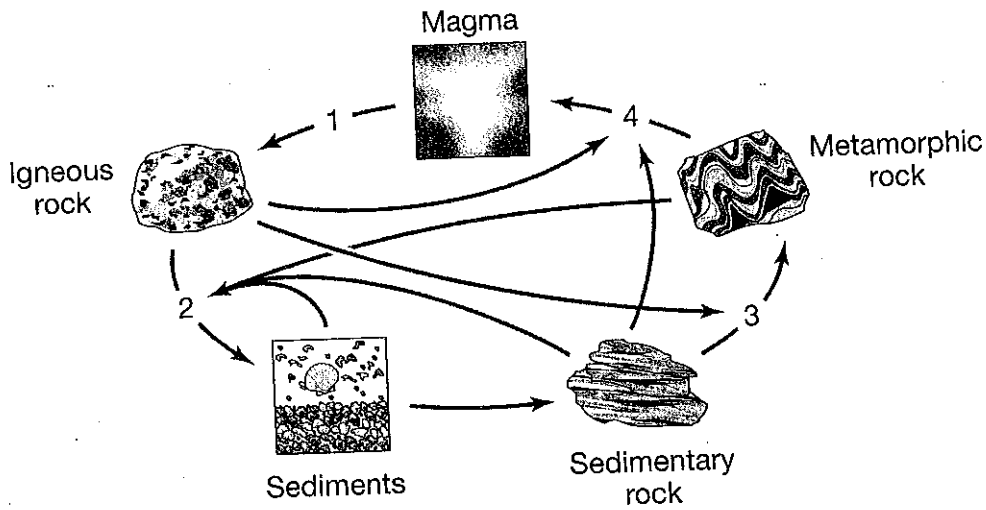 Magma
1
4
Igneous
rock
Metamorphic
rock
2
3
Sediments
Sedimentary
rock